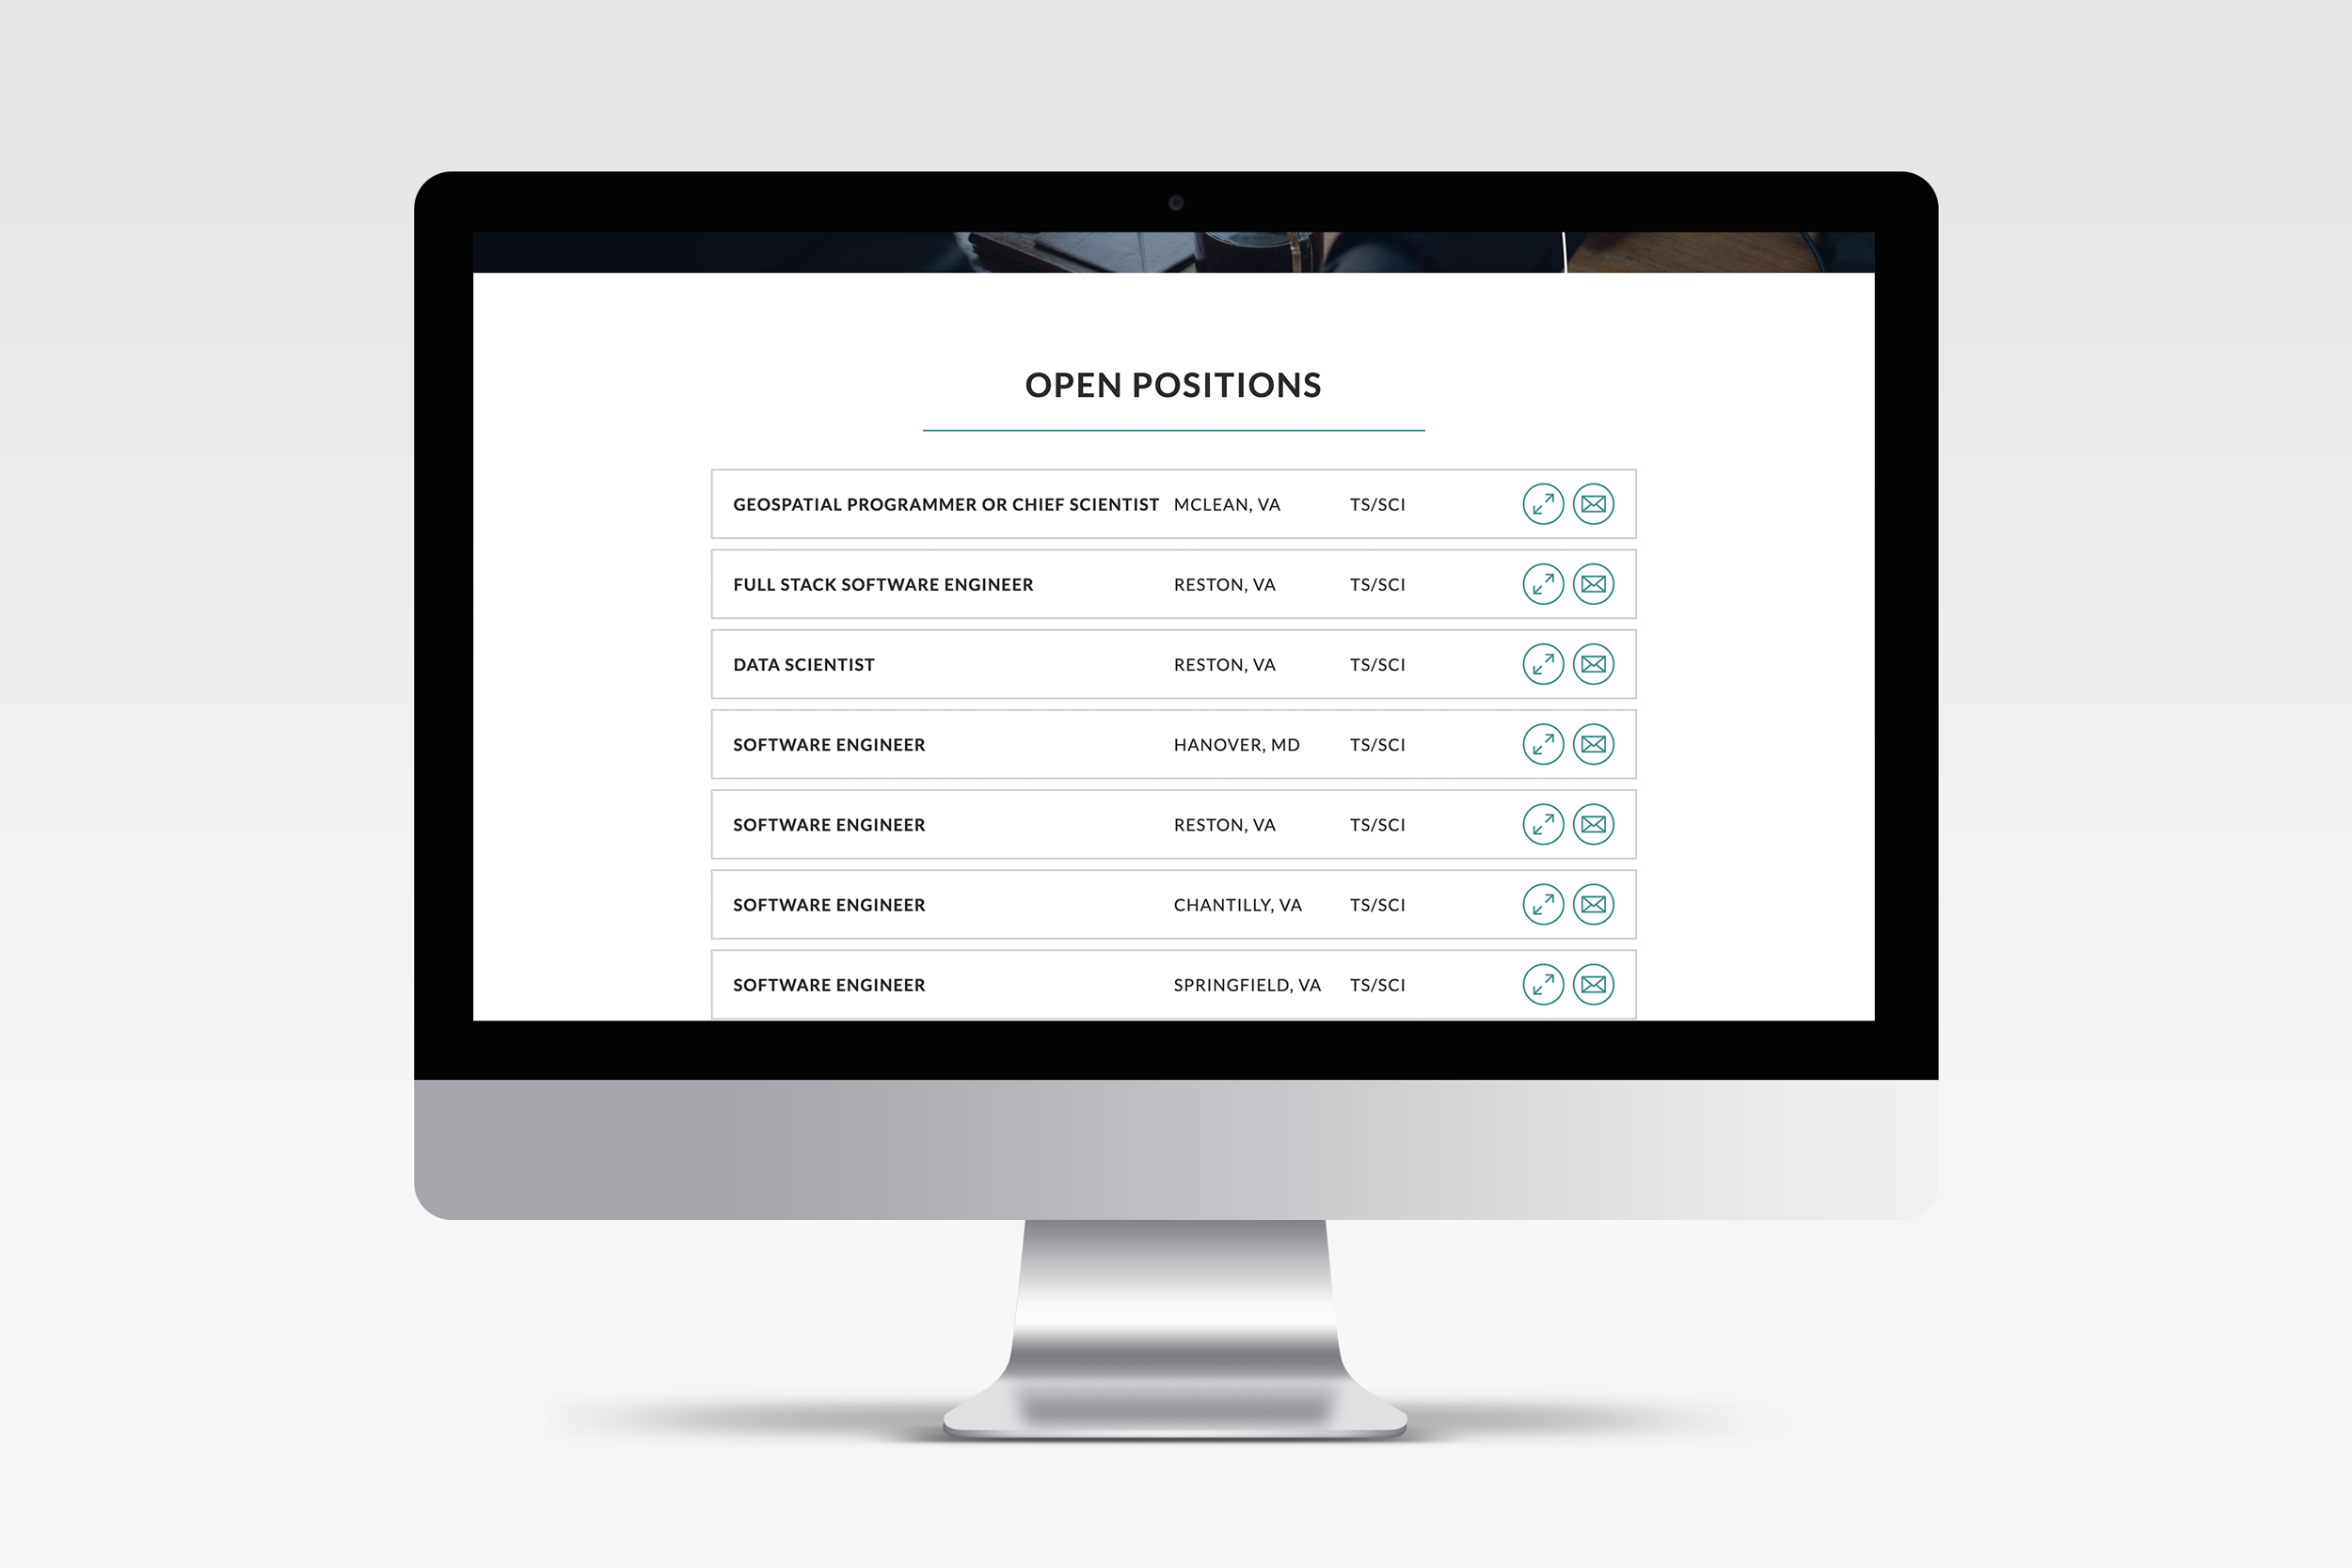 OPEN POSITIONS
GEOSPATIAL PROGRAMMER OR CHIEF SCIENTIST MCLEAN, VA TS/SCI
FULL STACK SOFTWARE ENGINEER RESTON, VA TS/SCI
DATA SCIENTIST RESTON, VA TS/SCI
SOFTWARE ENGINEER HANOVER, MD TS/SCI
SOFTWARE ENGINEER RESTON, VA TS/SCI
SOFTWARE ENGINEER CHANTILLY, VA TS/SCI
SOFTWARE ENGINEER SPRINGFIELD, VA TS/SCI